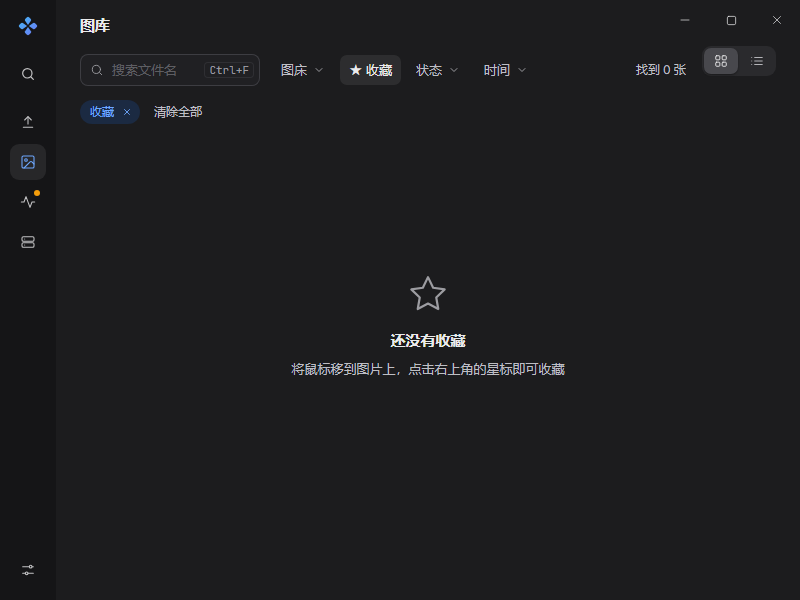 图库
搜索文件名 Ctrl+F 图床 ★ 收藏 状态 时间 找到 0 张
收藏 × 清除全部
还没有收藏
将鼠标移到图片上，点击右上角的星标即可收藏